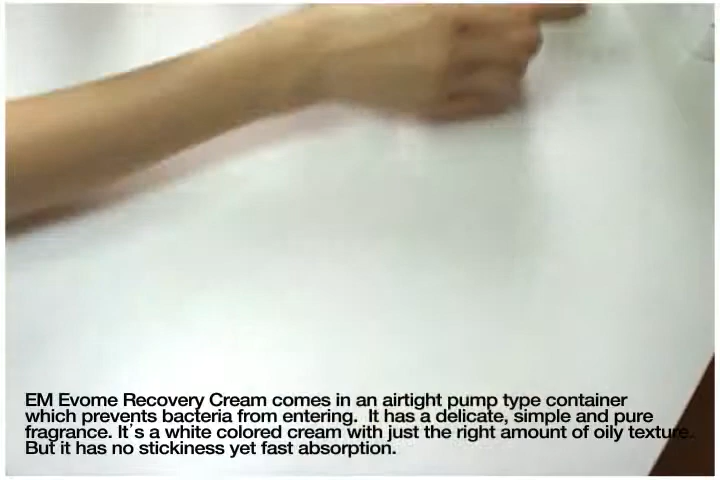 EM Evome Recovery Cream comes in an airtight pump type container
which prevents bacteria from entering. It has a delicate, simple and pure
fragrance. It's a white colored cream with just the right amount of oily texture.
But it has no stickiness yet fast absorption.